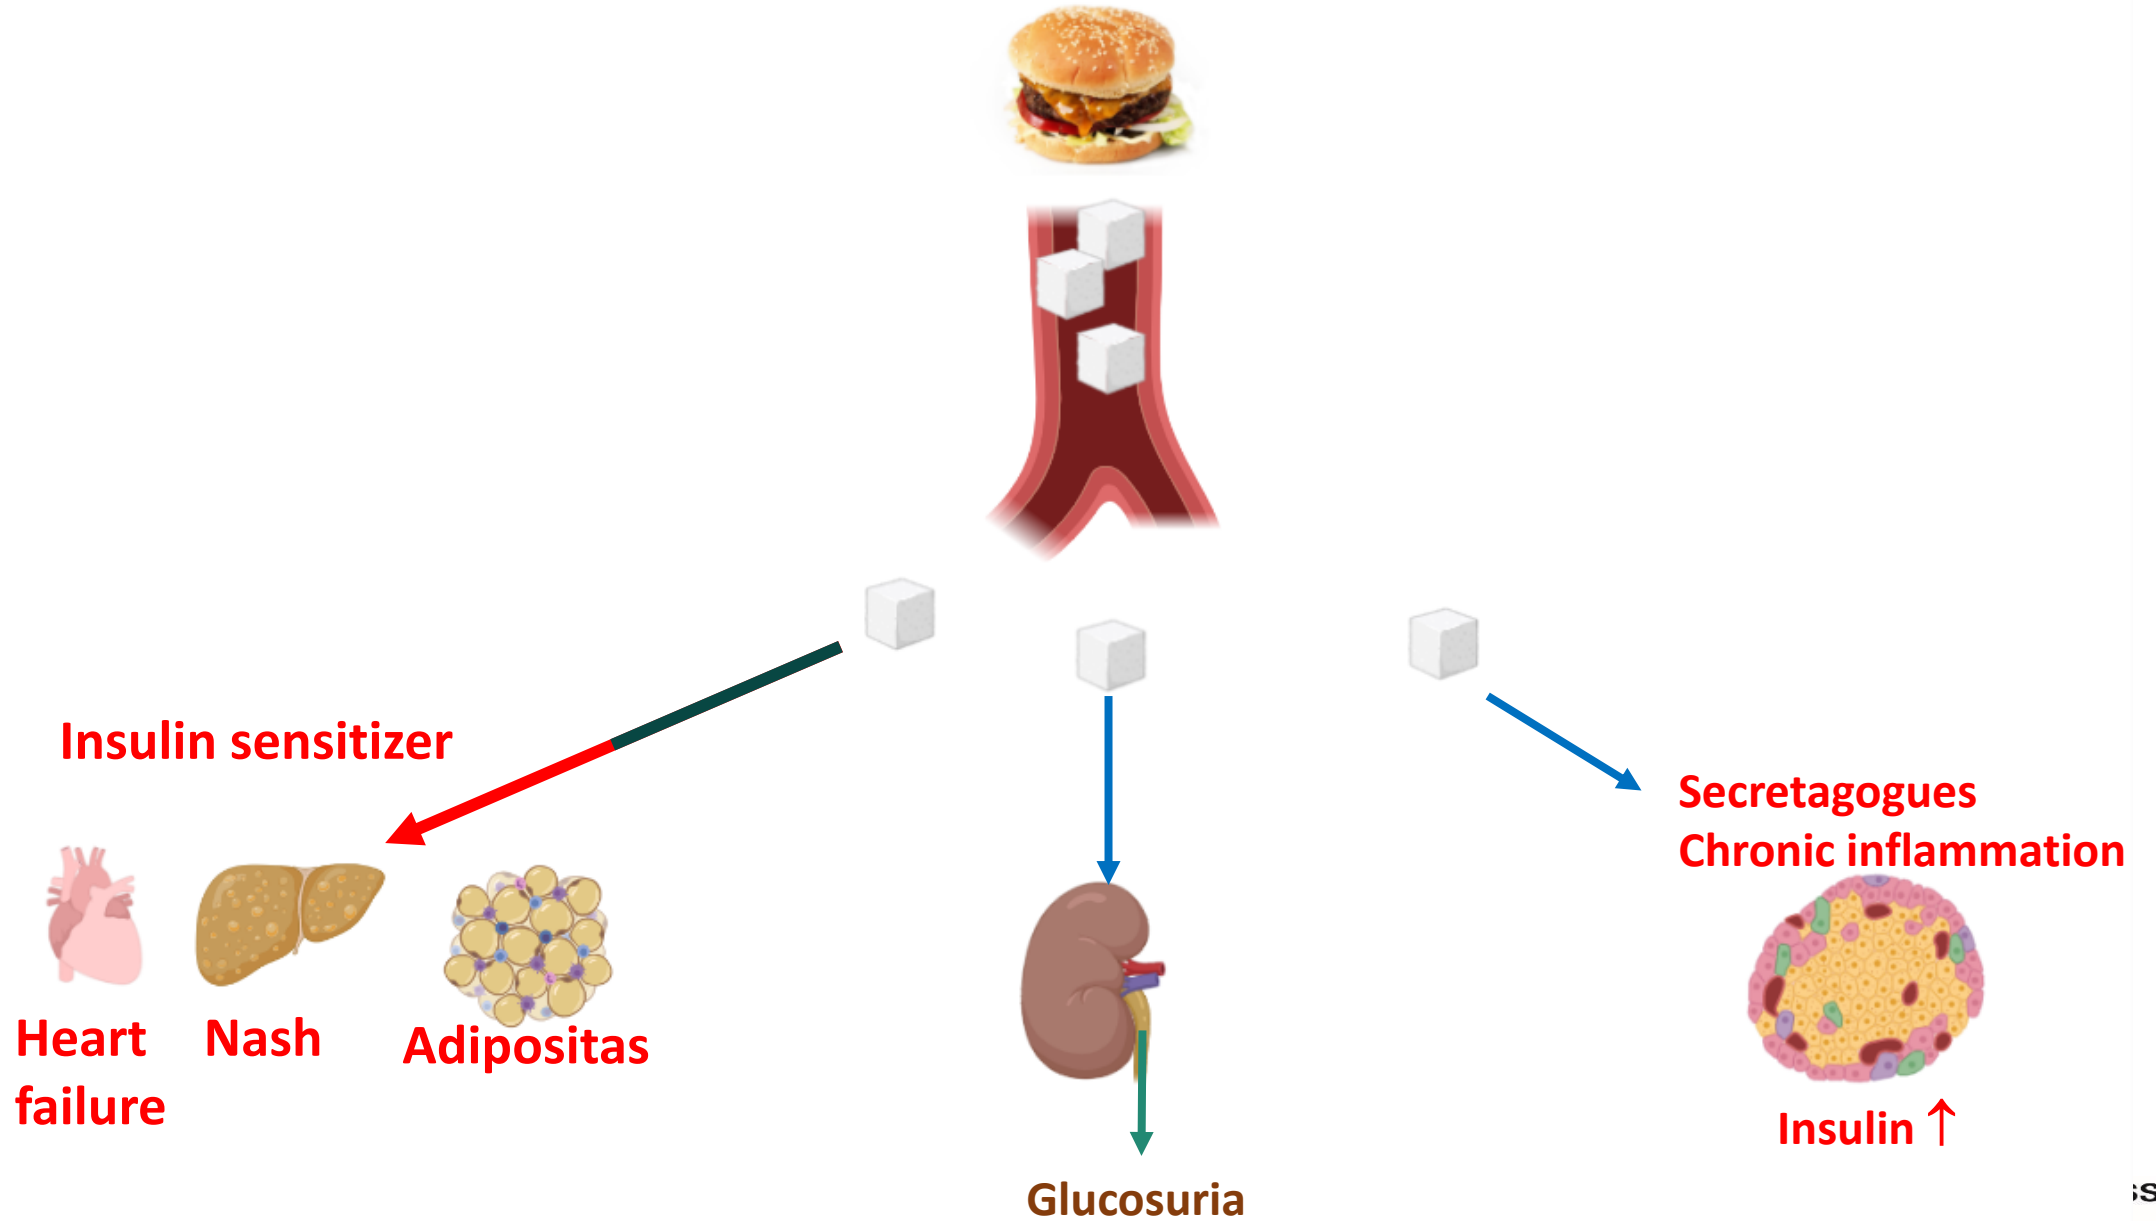 Insulin sensitizer
Secretagogues
Chronic inflammation
Heart
failure
Nash
Adipositas
Insulin ↑
Glucosuria